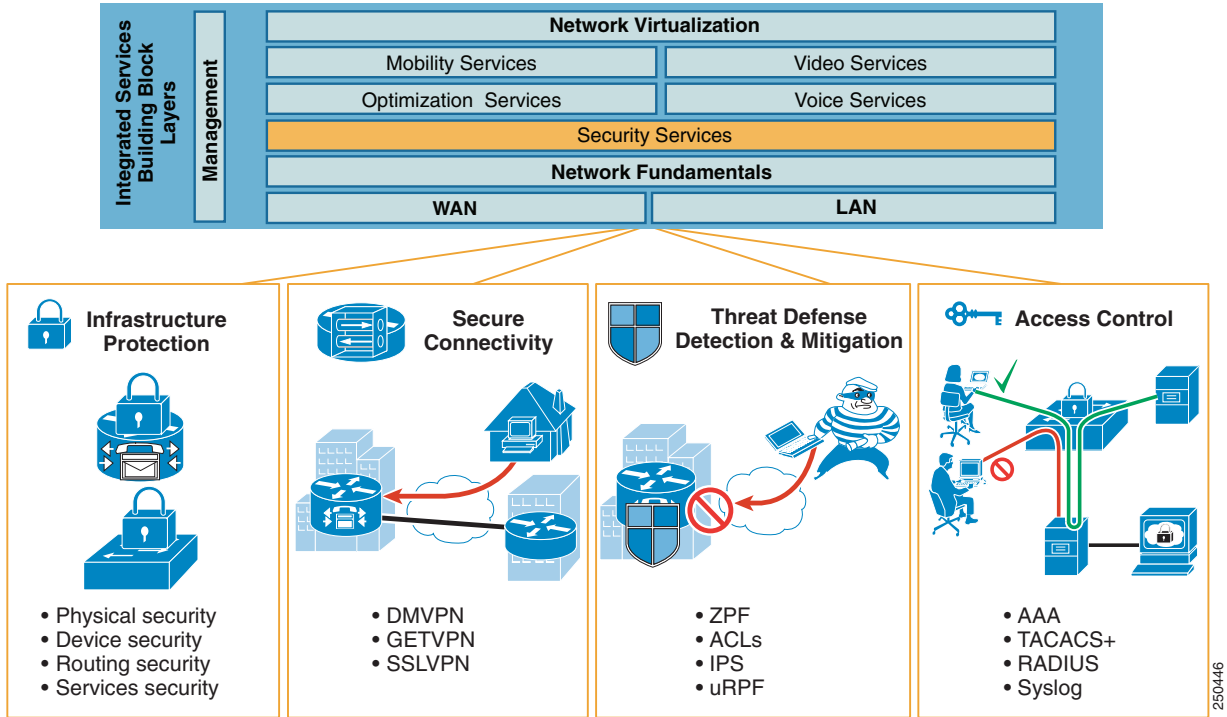 Integrated Services
Building Block
Layers
Management
Network Virtualization
Mobility Services
Video Services
Optimization Services
Voice Services
Security Services
Network Fundamentals
WAN
LAN
Infrastructure
Protection
• Physical security
• Device security
• Routing security
• Services security
Secure
Connectivity
• DMVPN
• GETVPN
• SSLVPN
Threat Defense
Detection & Mitigation
• ZPF
• ACLs
• IPS
• uRPF
Access Control
• AAA
• TACACS+
• RADIUS
• Syslog
250446